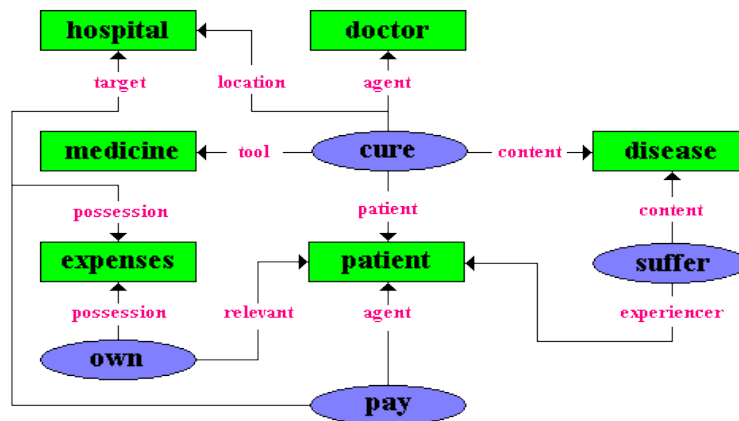 hospital doctor
target location agent
medicine tool cure content disease
possession patient content
expenses patient suffer
possession relevant agent experiencer
own
pay